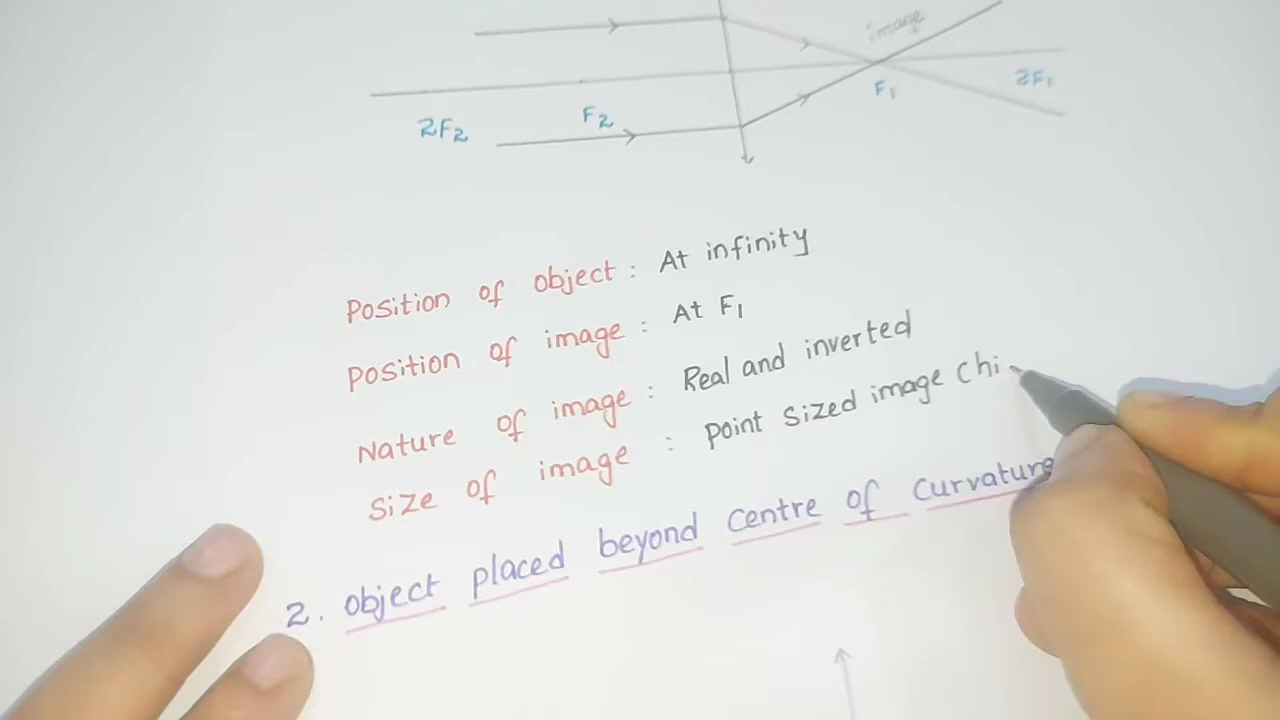 image
2F2 F2 F1 2F1
Position of object : At infinity
Position of image : At F1
Nature of image : Real and inverted
Size of image : Point sized image (hi
2. Object placed beyond centre of curvature